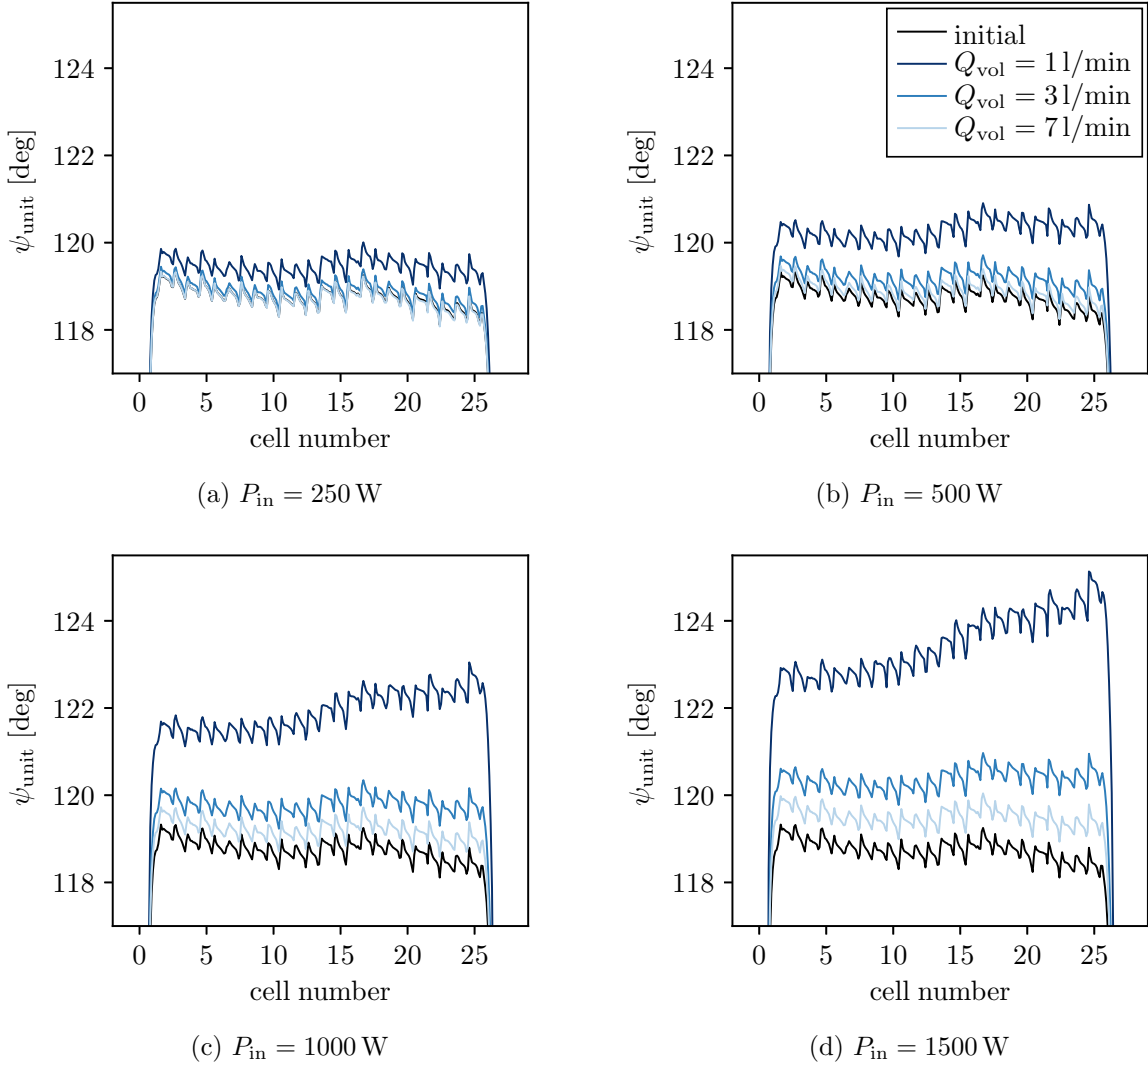 124
122
120
118
ψunit [deg]
0 5 10 15 20 25
cell number
(a) Pin = 250 W
initial
Qvol = 1 l/min
Qvol = 3 l/min
Qvol = 7 l/min
124
122
120
118
ψunit [deg]
0 5 10 15 20 25
cell number
(b) Pin = 500 W
124
122
120
118
ψunit [deg]
0 5 10 15 20 25
cell number
(c) Pin = 1000 W
124
122
120
118
ψunit [deg]
0 5 10 15 20 25
cell number
(d) Pin = 1500 W